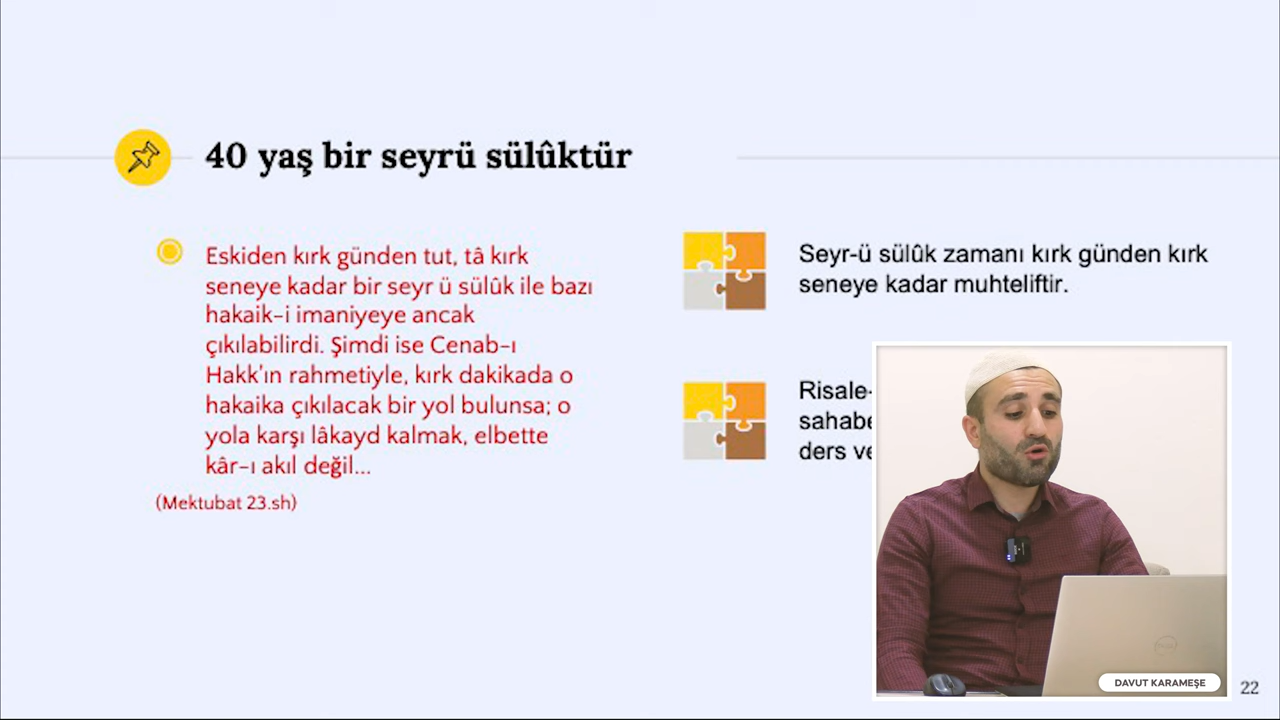 40 yaş bir seyrü sülûktür
Eskiden kırk günden tut, tâ kırk
seneye kadar bir seyr ü sülûk ile bazı
hakaik-i imaniyeye ancak
çıkılabilirdi. Şimdi ise Cenab-ı
Hakk'ın rahmetiyle, kırk dakikada o
hakaika çıkılacak bir yol bulunsa; o
yola karşı lâkayd kalmak, elbette
kâr-ı akıl değil...
(Mektubat 23.sh)
Seyr-ü sülûk zamanı kırk günden kırk
seneye kadar muhteliftir.
Risale-
sahabe
ders ve
DAVUT KARAMEŞE
22